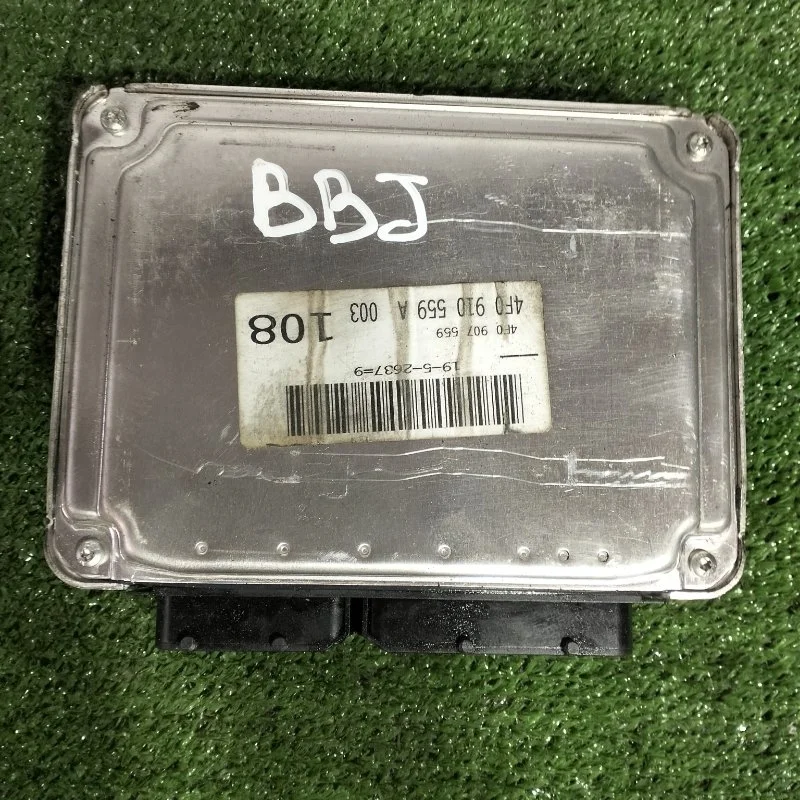 BBJ
4F0 907 559
4F0 910 559 A 003
108
19-5-2637=9